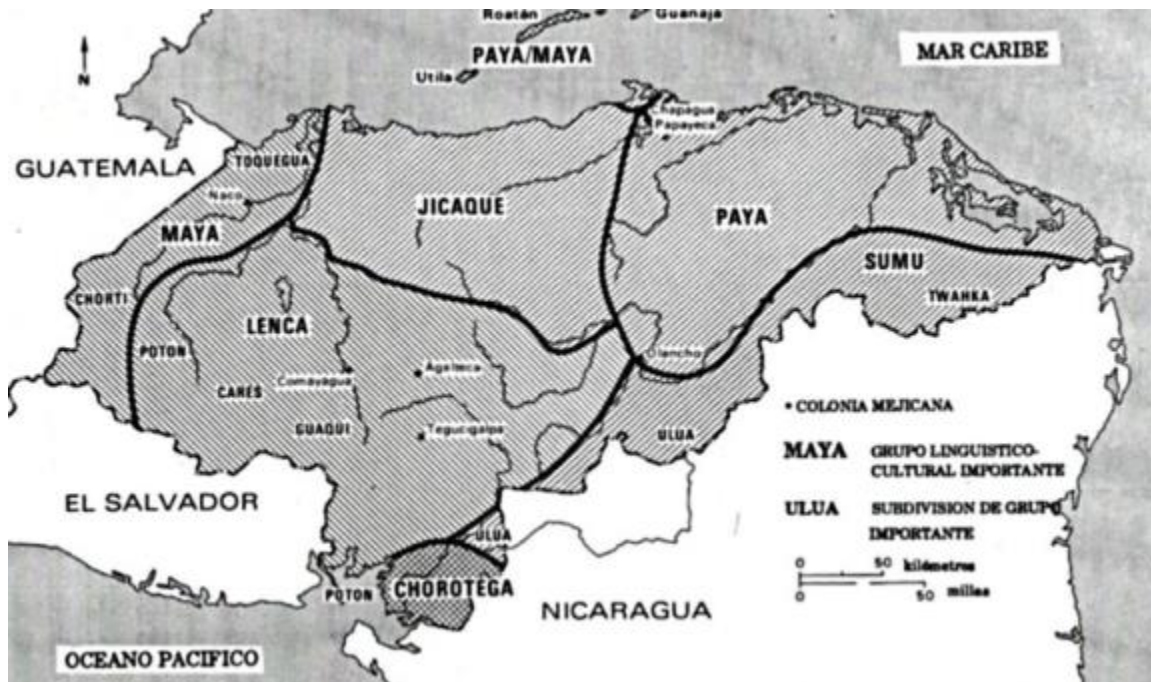 Roatán
Guanaja
PAYA/MAYA
MAR CARIBE
N
Utila
Chapagua
Papayeca
GUATEMALA
TOQUEGUA
Naco
JICAQUE
PAYA
MAYA
SUMU
CHORTI
TWAHKA
LENCA
POTON
Olancho
Comayagua
Agalteca
CARES
• COLONIA MEJICANA
GUAQUI
Tegucigalpa
ULUA
MAYA GRUPO LINGUISTICO-
CULTURAL IMPORTANTE
EL SALVADOR
ULUA SUBDIVISION DE GRUPO
IMPORTANTE
ULUA
0 50 kilómetros
0 50 millas
POTON
CHOROTEGA
NICARAGUA
OCEANO PACIFICO